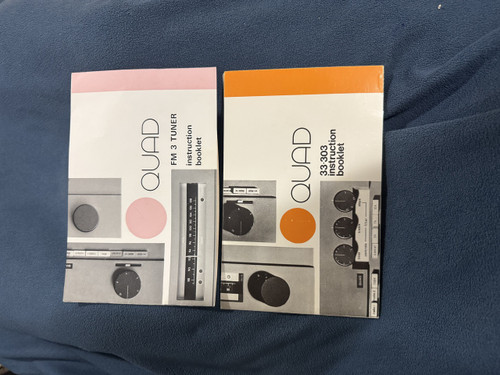 QUAD
FM 3 TUNER
instruction
booklet
QUAD
33·303
instruction
booklet